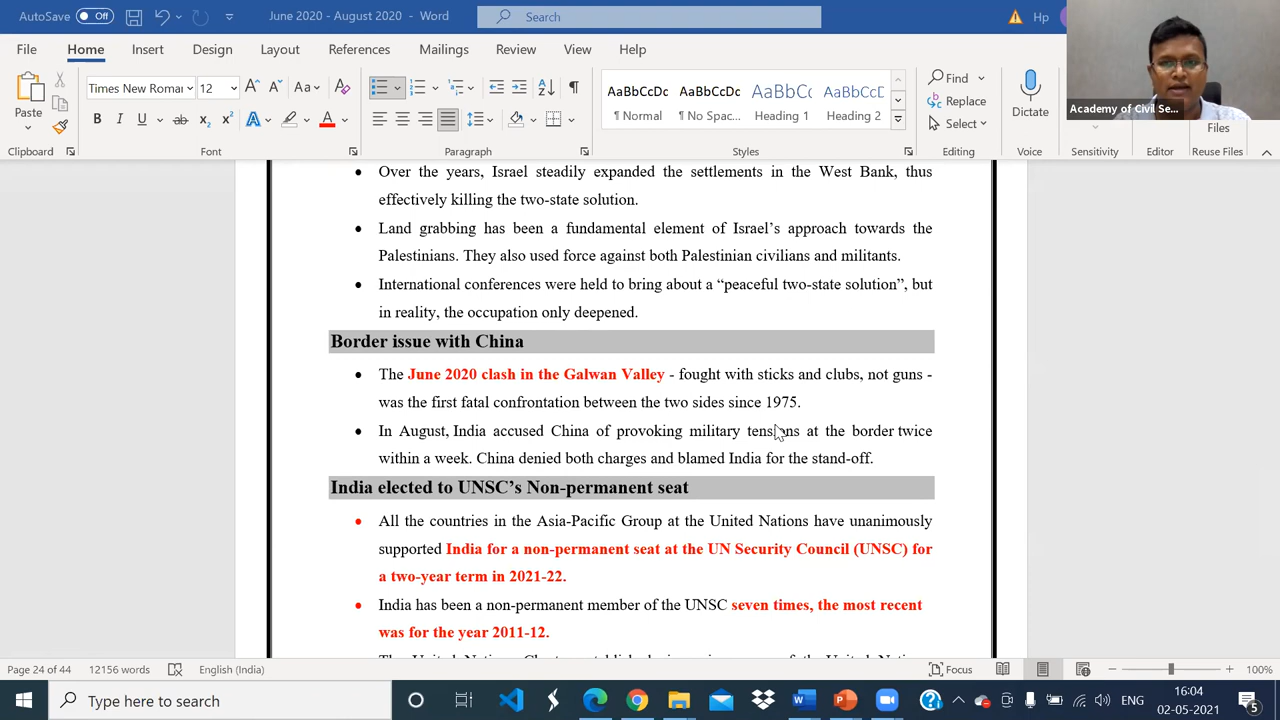 AutoSave Off June 2020 - August 2020 - Word Search Hp
File Home Insert Design Layout References Mailings Review View Help
Paste Times New Roma 12 Aa AaBbCcDc AaBbCcDc AaBbCc AaBbCcD Find Replace Select Dictate Files
¶ Normal ¶ No Spac... Heading 1 Heading 2
Academy of Civil Se...
Clipboard Font Paragraph Styles Editing Voice Sensitivity Editor Reuse Files
• Over the years, Israel steadily expanded the settlements in the West Bank, thus
effectively killing the two-state solution.
• Land grabbing has been a fundamental element of Israel’s approach towards the
Palestinians. They also used force against both Palestinian civilians and militants.
• International conferences were held to bring about a “peaceful two-state solution”, but
in reality, the occupation only deepened.
Border issue with China
• The June 2020 clash in the Galwan Valley - fought with sticks and clubs, not guns -
was the first fatal confrontation between the two sides since 1975.
• In August, India accused China of provoking military tensions at the border twice
within a week. China denied both charges and blamed India for the stand-off.
India elected to UNSC’s Non-permanent seat
• All the countries in the Asia-Pacific Group at the United Nations have unanimously
supported India for a non-permanent seat at the UN Security Council (UNSC) for
a two-year term in 2021-22.
• India has been a non-permanent member of the UNSC seven times, the most recent
was for the year 2011-12.
Page 24 of 44 12156 words English (India) Focus 100%
Type here to search ENG 16:04
02-05-2021 5